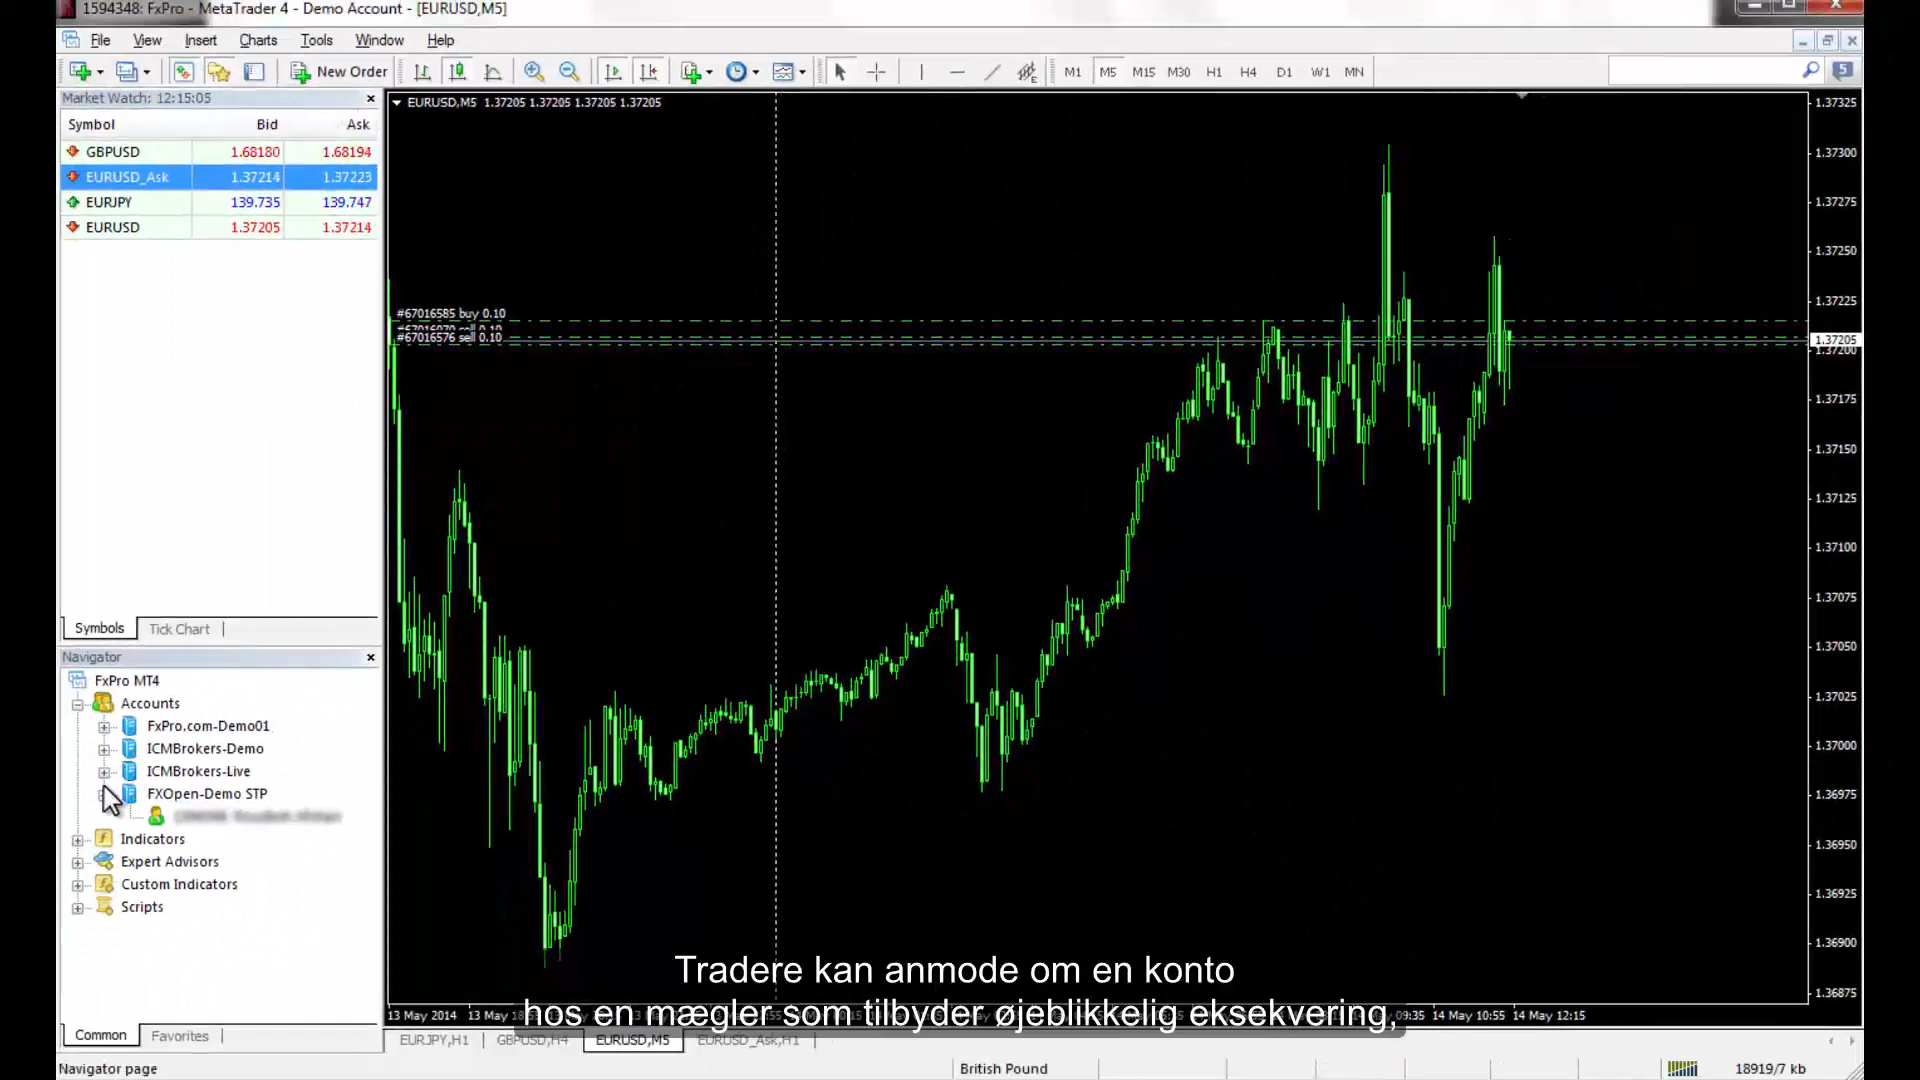 1594348: FxPro - MetaTrader 4 - Demo Account - [EURUSD,M5]
File View Insert Charts Tools Window Help
New Order M1 M5 M15 M30 H1 H4 D1 W1 MN 5
Market Watch: 12:15:05
Symbol Bid Ask
GBPUSD 1.68180 1.68194
EURUSD_Ask 1.37214 1.37223
EURJPY 139.735 139.747
EURUSD 1.37205 1.37214
Symbols Tick Chart
Navigator
FxPro MT4
Accounts
FxPro.com-Demo01
ICMBrokers-Demo
ICMBrokers-Live
FXOpen-Demo STP
Indicators
Expert Advisors
Custom Indicators
Scripts
Common Favorites
EURUSD,M5 1.37205 1.37205 1.37205 1.37205
#67016585 buy 0.10
#67016576 sell 0.10
1.37325
1.37300
1.37275
1.37250
1.37225
1.37205
1.37200
1.37175
1.37150
1.37125
1.37100
1.37075
1.37050
1.37025
1.37000
1.36975
1.36950
1.36925
1.36900
1.36875
Tradere kan anmode om en konto
hos en mægler som tilbyder øjeblikkelig eksekvering,
13 May 2014 14 May 10:55 14 May 12:15
EURJPY,H1 GBPUSD,H4 EURUSD,M5 EURUSD_Ask,H1
Navigator page British Pound 18919/7 kb